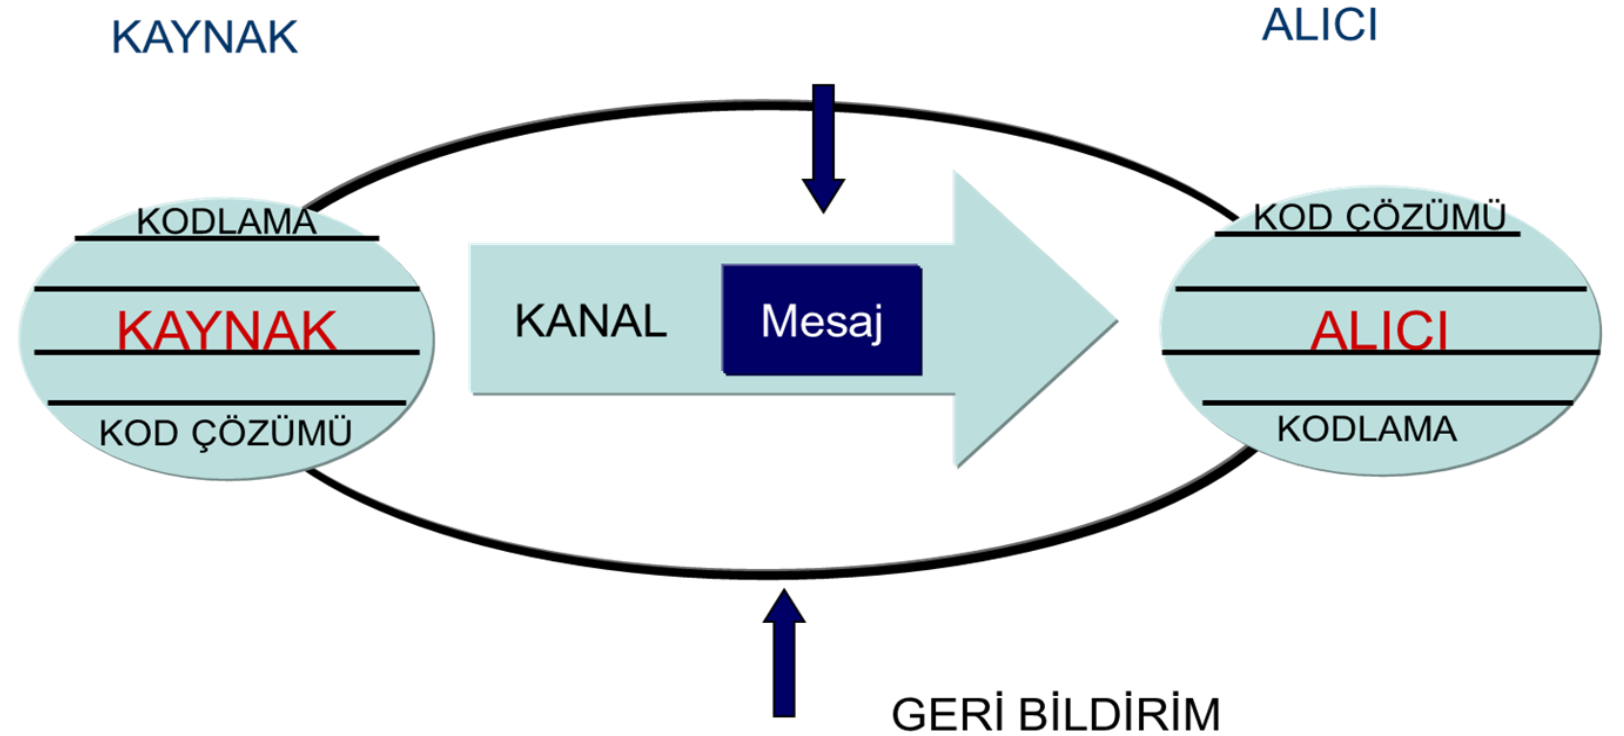 KAYNAK
ALICI
KODLAMA
KAYNAK
KOD ÇÖZÜMÜ
KANAL
Mesaj
KOD ÇÖZÜMÜ
ALICI
KODLAMA
GERİ BİLDİRİM